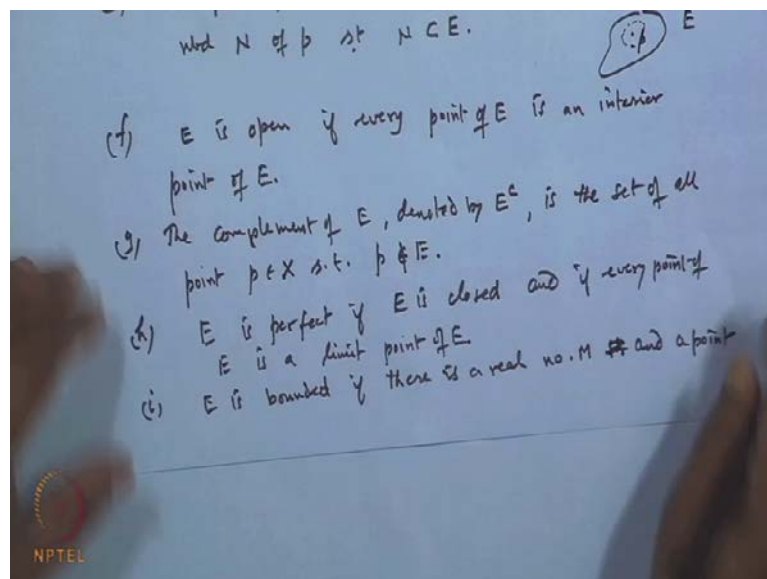 nbd N of p s.t N ⊂ E.
p
E
(f) E is open if every point of E is an interior
point of E.
(g) The complement of E, denoted by E^c, is the set of all
point p ∈ X s.t. p ∉ E.
(h) E is perfect if E is closed and if every point of
E is a limit point of E
(i) E is bounded if there is a real no. M and a point
NPTEL